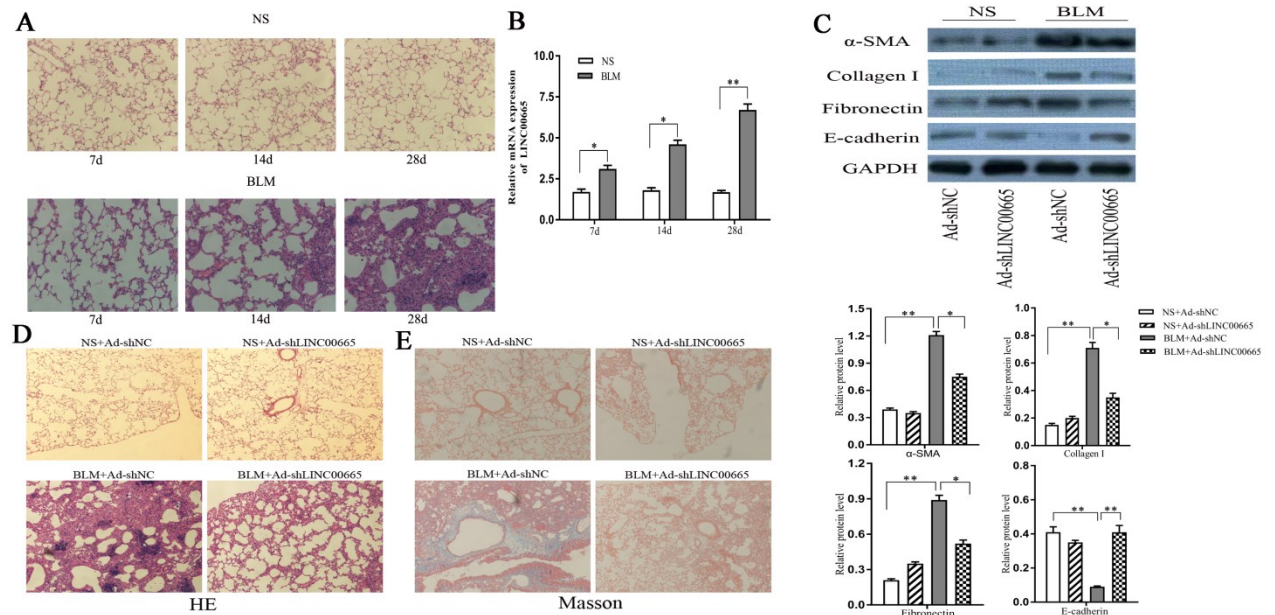 A
NS
7d
14d
28d
BLM
7d
14d
28d
B
Relative mRNA expression
of LINC00665
10.0
7.5
5.0
2.5
0.0
NS
BLM
*
*
**
7d
14d
28d
C
NS
BLM
α-SMA
Collagen I
Fibronectin
E-cadherin
GAPDH
Ad-shNC
Ad-shLINC00665
Ad-shNC
Ad-shLINC00665
Relative protein level
1.5
1.2
0.9
0.6
0.3
0.0
**
*
α-SMA
Relative protein level
1.0
0.8
0.6
0.4
0.2
0.0
**
*
Collagen I
NS+Ad-shNC
NS+Ad-shLINC00665
BLM+Ad-shNC
BLM+Ad-shLINC00665
Relative protein level
1.2
0.9
0.6
0.3
0.0
**
*
Fibronectin
Relative protein level
0.8
0.6
0.4
0.2
0.0
**
**
E-cadherin
D
NS+Ad-shNC
NS+Ad-shLINC00665
BLM+Ad-shNC
BLM+Ad-shLINC00665
HE
E
NS+Ad-shNC
NS+Ad-shLINC00665
BLM+Ad-shNC
BLM+Ad-shLINC00665
Masson